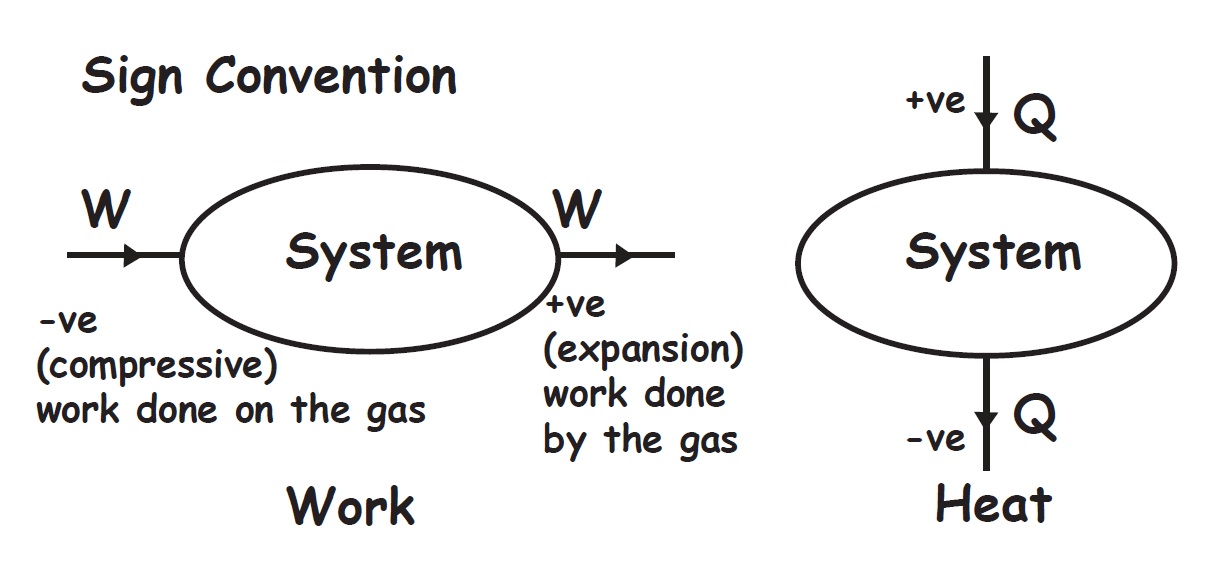 Sign Convention
W
System
W
-ve
(compressive)
work done on the gas
+ve
(expansion)
work done
by the gas
Work
+ve
Q
System
-ve
Q
Heat